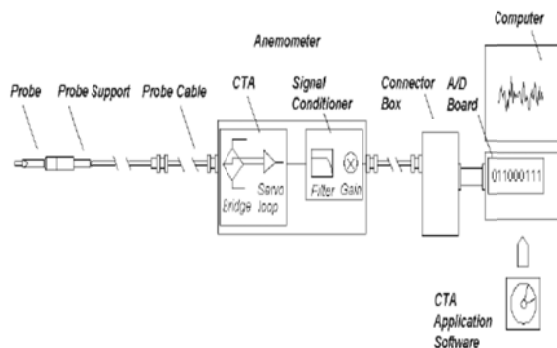 Computer
Anemometer
Probe
Probe Support
Probe Cable
CTA
Signal
Conditioner
Connector
Box
A/D
Board
Bridge
Servo
loop
Filter
Gain
011000111
CTA
Application
Software